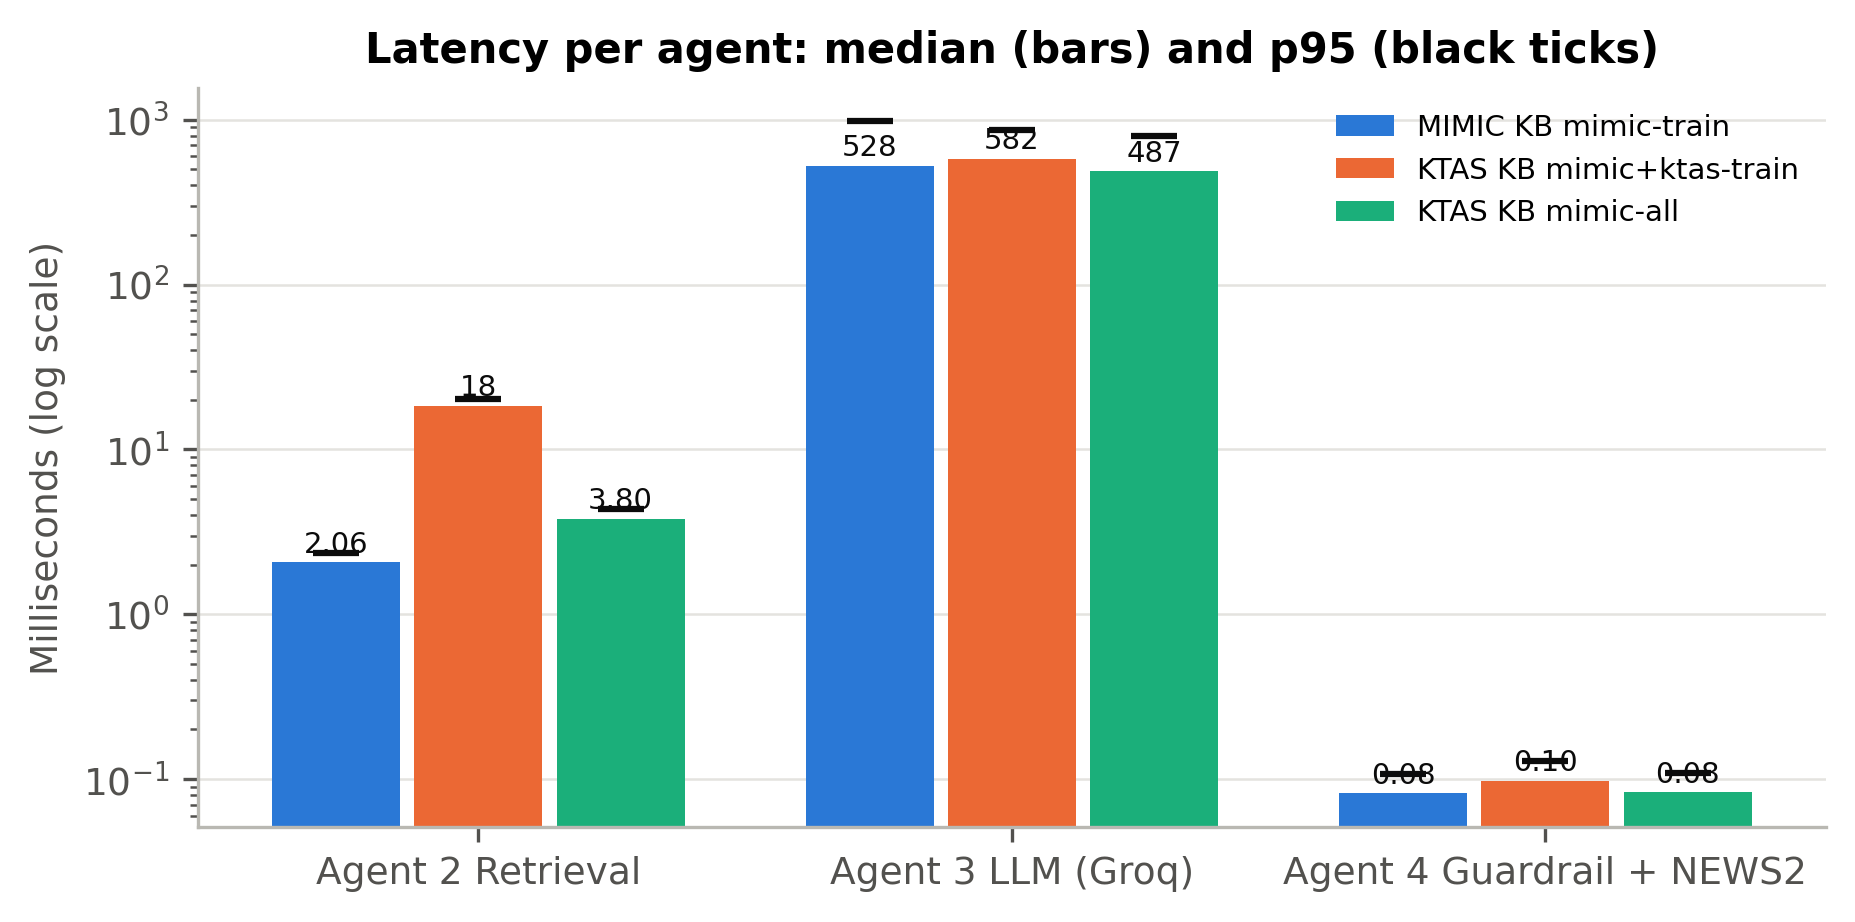 Latency per agent: median (bars) and p95 (black ticks)
Milliseconds (log scale)
10³
10²
10¹
10⁰
10⁻¹
MIMIC KB mimic-train
KTAS KB mimic+ktas-train
KTAS KB mimic-all
2.06
18
3.80
528
582
487
0.08
0.10
0.08
Agent 2 Retrieval
Agent 3 LLM (Groq)
Agent 4 Guardrail + NEWS2